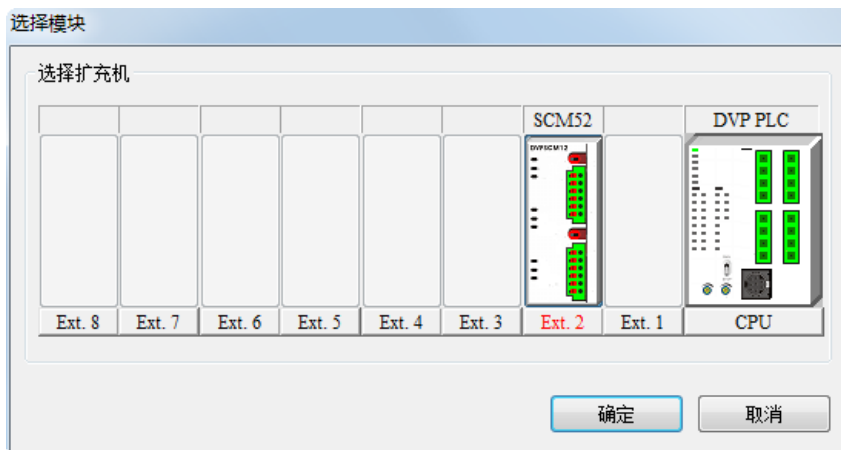 选择模块
选择扩充机
SCM52 DVP PLC
DVPSCM12
Ext. 8 Ext. 7 Ext. 6 Ext. 5 Ext. 4 Ext. 3 Ext. 2 Ext. 1 CPU
确定 取消